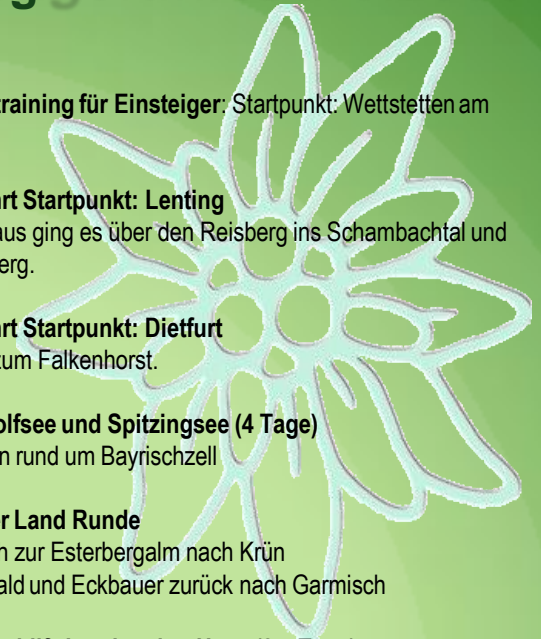 training für Einsteiger: Startpunkt: Wettstetten am
rt Startpunkt: Lenting
aus ging es über den Reisberg ins Schambachtal und
erg.
rt Startpunkt: Dietfurt
zum Falkenhorst.
olfsee und Spitzingsee (4 Tage)
n rund um Bayrischzell
r Land Runde
n zur Esterbergalm nach Krün
ald und Eckbauer zurück nach Garmisch